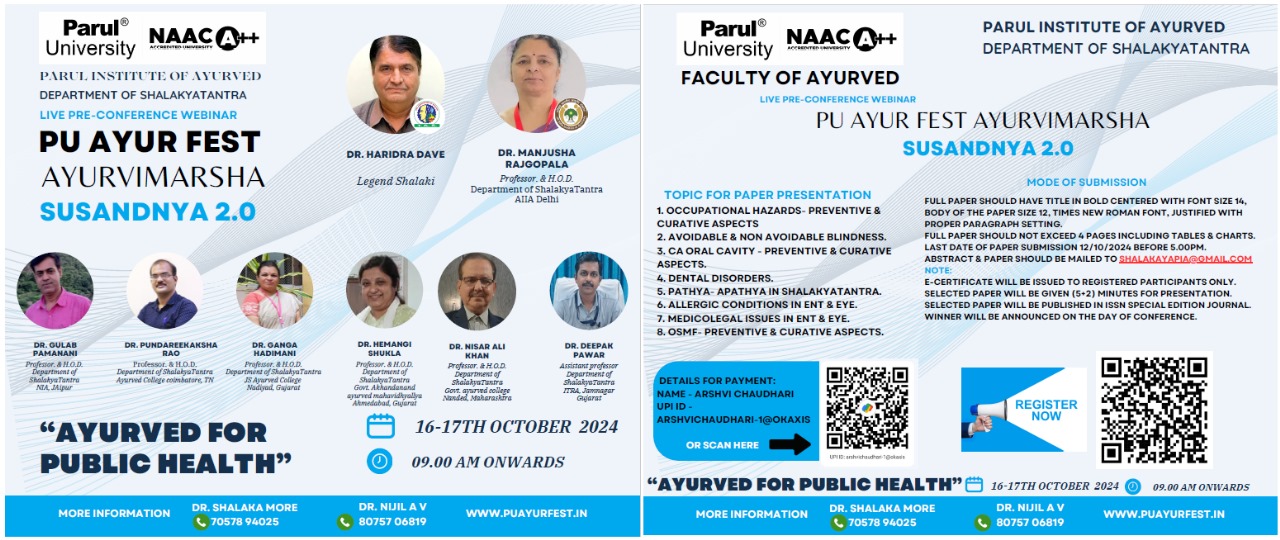 Parul®
University
NAAC A++
ACCREDITED UNIVERSITY
PARUL INSTITUTE OF AYURVED
DEPARTMENT OF SHALAKYATANTRA
LIVE PRE-CONFERENCE WEBINAR
PU AYUR FEST
AYURVIMARSHA
SUSANDNYA 2.0
DR. HARIDRA DAVE
Legend Shalaki
DR. MANJUSHA
RAJGOPALA
Professor. & H.O.D.
Department of ShalakyaTantra
AIIA Delhi
DR. GULAB
PAMANANI
Professor. & H.O.D.
Department of
ShalakyaTantra
NIA, JAipur
DR. PUNDAREEKAKSHA
RAO
Professor. & H.O.D.
Department of ShalakyaTantra
Ayurved College coimbatore, TN
DR. GANGA
HADIMANI
Professor. & H.O.D.
Department of ShalakyaTantra
JS Ayurved College
Nadiyad, Gujarat
DR. HEMANGI
SHUKLA
Professor. & H.O.D.
Department of
ShalakyaTantra
Govt. Akhandanand
ayurved mahavidhyallya
Ahmedabad, Gujarat
DR. NISAR ALI
KHAN
Professor. & H.O.D.
Department of
ShalakyaTantra
Govt. ayurved college
Nanded, Maharashtra
DR. DEEPAK
PAWAR
Assistant professor
Department of
ShalakyaTantra
ITRA, Jamnagar
Gujarat
“AYURVED FOR
PUBLIC HEALTH”
16-17TH OCTOBER 2024
09.00 AM ONWARDS
MORE INFORMATION
DR. SHALAKA MORE
70578 94025
DR. NIJIL A V
80757 06819
WWW.PUAYURFEST.IN
Parul®
University
NAAC A++
ACCREDITED UNIVERSITY
FACULTY OF AYURVED
PARUL INSTITUTE OF AYURVED
DEPARTMENT OF SHALAKYATANTRA
LIVE PRE-CONFERENCE WEBINAR
PU AYUR FEST AYURVIMARSHA
SUSANDNYA 2.0
TOPIC FOR PAPER PRESENTATION
1. OCCUPATIONAL HAZARDS- PREVENTIVE &
CURATIVE ASPECTS
2. AVOIDABLE & NON AVOIDABLE BLINDNESS.
3. CA ORAL CAVITY - PREVENTIVE & CURATIVE
ASPECTS.
4. DENTAL DISORDERS.
5. PATHYA- APATHYA IN SHALAKYATANTRA.
6. ALLERGIC CONDITIONS IN ENT & EYE.
7. MEDICOLEGAL ISSUES IN ENT & EYE.
8. OSMF- PREVENTIVE & CURATIVE ASPECTS.
MODE OF SUBMISSION
FULL PAPER SHOULD HAVE TITLE IN BOLD CENTERED WITH FONT SIZE 14,
BODY OF THE PAPER SIZE 12, TIMES NEW ROMAN FONT, JUSTIFIED WITH
PROPER PARAGRAPH SETTING.
FULL PAPER SHOULD NOT EXCEED 4 PAGES INCLUDING TABLES & CHARTS.
LAST DATE OF PAPER SUBMISSION 12/10/2024 BEFORE 5.00PM.
ABSTRACT & PAPER SHOULD BE MAILED TO SHALAKAYAPIA@GMAIL.COM
NOTE:
E-CERTIFICATE WILL BE ISSUED TO REGISTERED PARTICIPANTS ONLY.
SELECTED PAPER WILL BE GIVEN (5+2) MINUTES FOR PRESENTATION.
SELECTED PAPER WILL BE PUBLISHED IN ISSN SPECIAL EDITION JOURNAL.
WINNER WILL BE ANNOUNCED ON THE DAY OF CONFERENCE.
DETAILS FOR PAYMENT:
NAME - ARSHVI CHAUDHARI
UPI ID -
ARSHVICHAUDHARI-1@OKAXIS
OR SCAN HERE
UPI ID: arshvichaudhari-1@okaxis
REGISTER
NOW
“AYURVED FOR PUBLIC HEALTH”
16-17TH OCTOBER 2024
09.00 AM ONWARDS
MORE INFORMATION
DR. SHALAKA MORE
70578 94025
DR. NIJIL A V
80757 06819
WWW.PUAYURFEST.IN